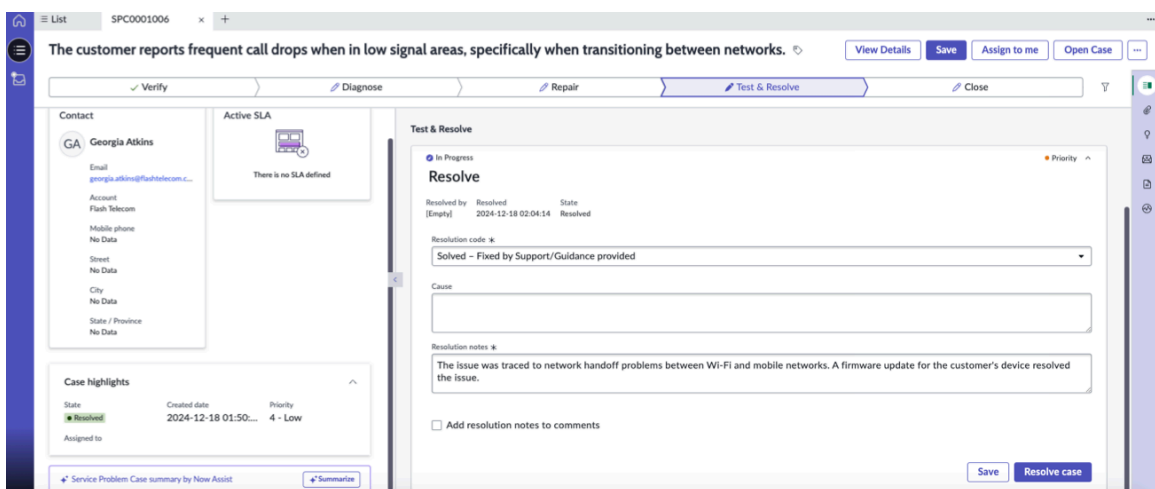 List
SPC0001006
The customer reports frequent call drops when in low signal areas, specifically when transitioning between networks.
View Details
Save
Assign to me
Open Case
Verify
Diagnose
Repair
Test & Resolve
Close
Contact
GA
Georgia Atkins
Email
georgia.atkins@flashtelecom.c...
Account
Flash Telecom
Mobile phone
No Data
Street
No Data
City
No Data
State / Province
No Data
Active SLA
There is no SLA defined
Case highlights
State
Resolved
Created date
2024-12-18 01:50:...
Priority
4 - Low
Assigned to
Service Problem Case summary by Now Assist
Summarize
Test & Resolve
In Progress
Priority
Resolve
Resolved by
[Empty]
Resolved
2024-12-18 02:04:14
State
Resolved
Resolution code *
Solved – Fixed by Support/Guidance provided
Cause
Resolution notes *
The issue was traced to network handoff problems between Wi-Fi and mobile networks. A firmware update for the customer's device resolved
the issue.
Add resolution notes to comments
Save
Resolve case